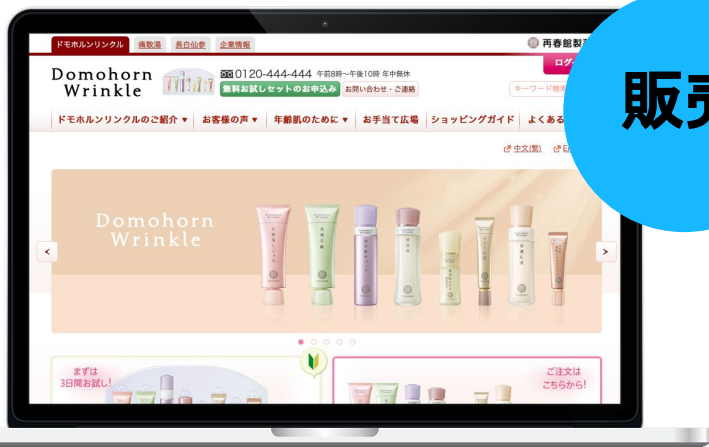 ドモホルンリンクル 痛散湯 長白仙参 企業情報
再春館製
Domohorn
Wrinkle
0120-444-444 午前8時〜午後10時 年中無休
ログ
無料お試しセットのお申込み お問い合わせ・ご連絡
キーワード検索
ドモホルンリンクルのご紹介▼ お客様の声▼ 年齢肌のために▼ お手当て広場 ショッピングガイド よくある
中文(繁) E
Domohorn
Wrinkle
まずは
3日間お試し!
ご注文は
こちらから!
販売